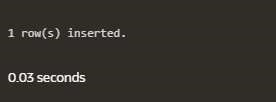 1 row(s) inserted.
0.03 seconds